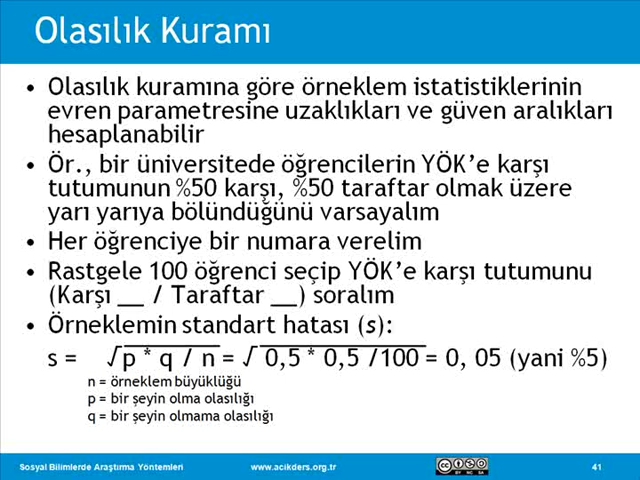 Olasılık Kuramı
• Olasılık kuramına göre örneklem istatistiklerinin
evren parametresine uzaklıkları ve güven aralıkları
hesaplanabilir
• Ör., bir üniversitede öğrencilerin YÖK’e karşı
tutumunun %50 karşı, %50 taraftar olmak üzere
yarı yarıya bölündüğünü varsayalım
• Her öğrenciye bir numara verelim
• Rastgele 100 öğrenci seçip YÖK’e karşı tutumunu
(Karşı __ / Taraftar __) soralım
• Örneklemin standart hatası (s):
s = √p * q / n = √ 0,5 * 0,5 /100 = 0, 05 (yani %5)
n = örneklem büyüklüğü
p = bir şeyin olma olasılığı
q = bir şeyin olmama olasılığı
Sosyal Bilimlerde Araştırma Yöntemleri www.acikders.org.tr cc BY NC SA 41